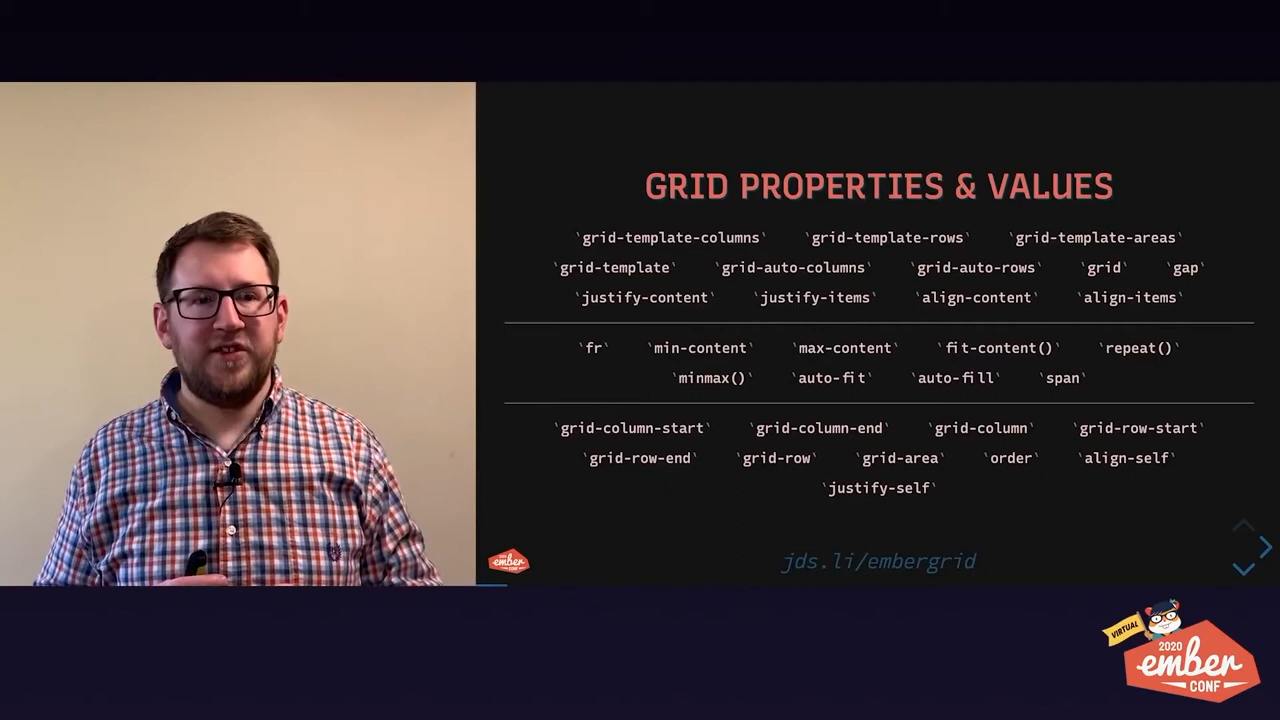 GRID PROPERTIES & VALUES
`grid-template-columns` `grid-template-rows` `grid-template-areas`
`grid-template` `grid-auto-columns` `grid-auto-rows` `grid` `gap`
`justify-content` `justify-items` `align-content` `align-items`
`fr` `min-content` `max-content` `fit-content()` `repeat()`
`minmax()` `auto-fit` `auto-fill` `span`
`grid-column-start` `grid-column-end` `grid-column` `grid-row-start`
`grid-row-end` `grid-row` `grid-area` `order` `align-self`
`justify-self`
ember
CONF
jds.li/embergrid
VIRTUAL
2020
ember
CONF